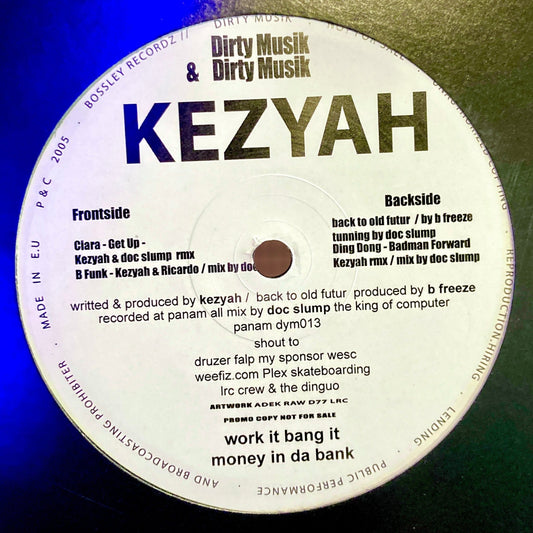 Dirty Musik
& Dirty Musik
KEZYAH
Frontside
Ciara - Get Up -
Kezyah & doc slump rmx
B Funk - Kezyah & Ricardo / mix by doc
Backside
back to old futur / by b freeze
tunning by doc slump
Ding Dong - Badman Forward
Kezyah rmx / mix by doc slump
writted & produced by kezyah / back to old futur produced by b freeze
recorded at panam all mix by doc slump the king of computer
panam dym013
shout to
druzer falp my sponsor wesc
weefiz.com Plex skateboarding
lrc crew & the dinguo
ARTWORK ADEK RAW D77 LRC
PROMO COPY NOT FOR SALE
work it bang it
money in da bank
MADE IN E.U P & C 2005 · BOSSLEY RECORDZ // DIRTY MUSIK ·
REPRODUCTION,HIRING · LENDING · PUBLIC PERFORMANCE · AND BROADCASTING PROHIBITER ·